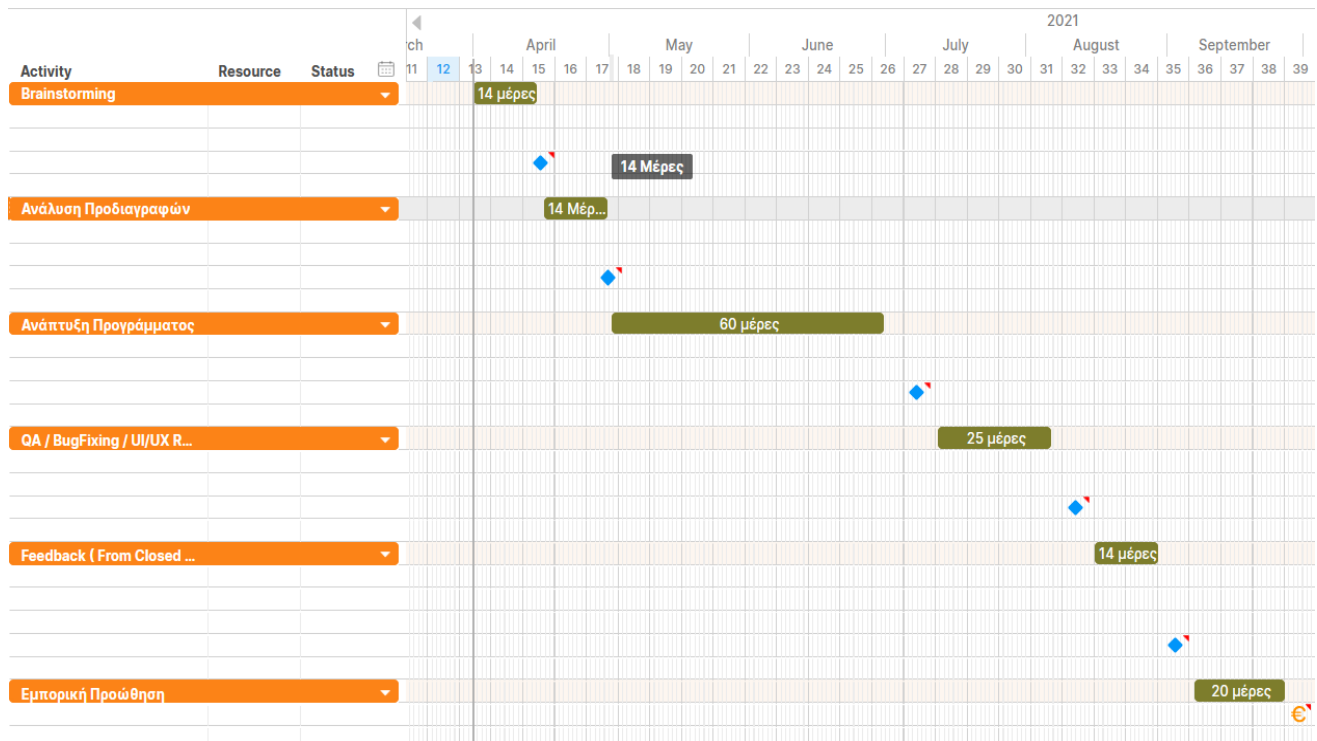 2021
rch April May June July August September
Activity Resource Status 11 12 13 14 15 16 17 18 19 20 21 22 23 24 25 26 27 28 29 30 31 32 33 34 35 36 37 38 39
Brainstorming 14 μέρες
14 Μέρες
Ανάλυση Προδιαγραφών 14 Μέρ...
Ανάπτυξη Προγράμματος 60 μέρες
QA / BugFixing / UI/UX R... 25 μέρες
Feedback ( From Closed ... 14 μέρες
Εμπορική Προώθηση 20 μέρες
€